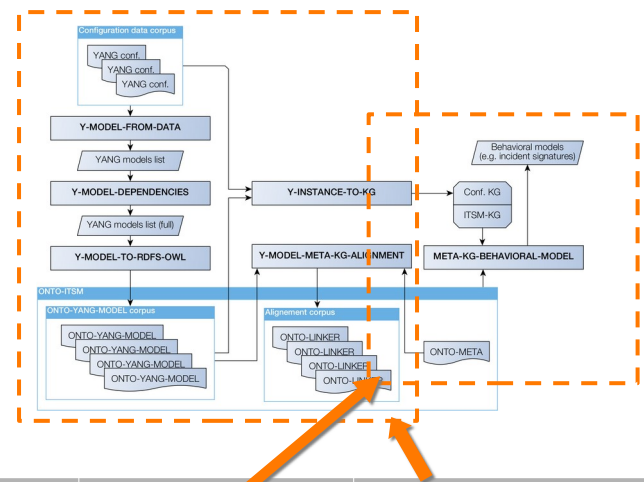 Configuration data corpus
YANG conf.
YANG conf.
YANG conf.
Y-MODEL-FROM-DATA
YANG models list
Y-MODEL-DEPENDENCIES
YANG models list (full)
Y-MODEL-TO-RDFS-OWL
Y-INSTANCE-TO-KG
Y-MODEL-META-KG-ALIGNMENT
Behavioral models
(e.g. incident signatures)
Conf. KG
ITSM-KG
META-KG-BEHAVIORAL-MODEL
ONTO-ITSM
ONTO-YANG-MODEL corpus
ONTO-YANG-MODEL
ONTO-YANG-MODEL
ONTO-YANG-MODEL
ONTO-YANG-MODEL
Alignement corpus
ONTO-LINKER
ONTO-LINKER
ONTO-LINKER
ONTO-LINKER
ONTO-META